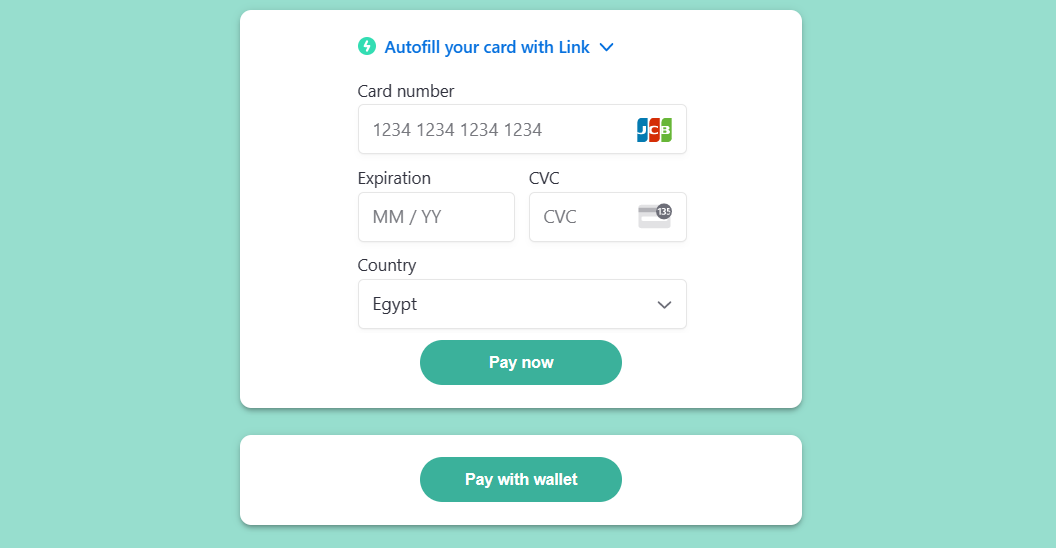 Autofill your card with Link
Card number
1234 1234 1234 1234
JCB
Expiration
CVC
MM / YY
CVC
135
Country
Egypt
Pay now
Pay with wallet